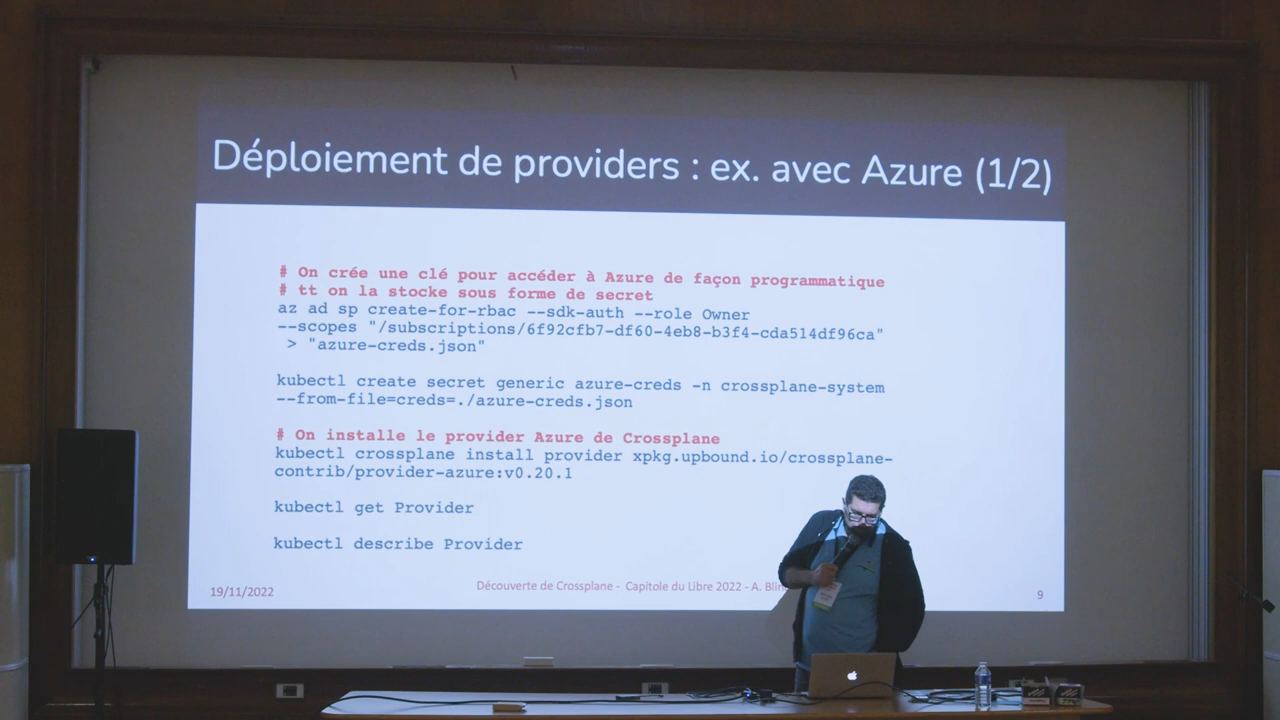 Déploiement de providers : ex. avec Azure (1/2)
# On crée une clé pour accéder à Azure de façon programmatique
# tt on la stocke sous forme de secret
az ad sp create-for-rbac --sdk-auth --role Owner
--scopes "/subscriptions/6f92cfb7-df60-4eb8-b3f4-cda514df96ca"
> "azure-creds.json"
kubectl create secret generic azure-creds -n crossplane-system
--from-file=creds=./azure-creds.json
# On installe le provider Azure de Crossplane
kubectl crossplane install provider xpkg.upbound.io/crossplane-
contrib/provider-azure:v0.20.1
kubectl get Provider
kubectl describe Provider
19/11/2022
Découverte de Crossplane - Capitole du Libre 2022 - A.
9